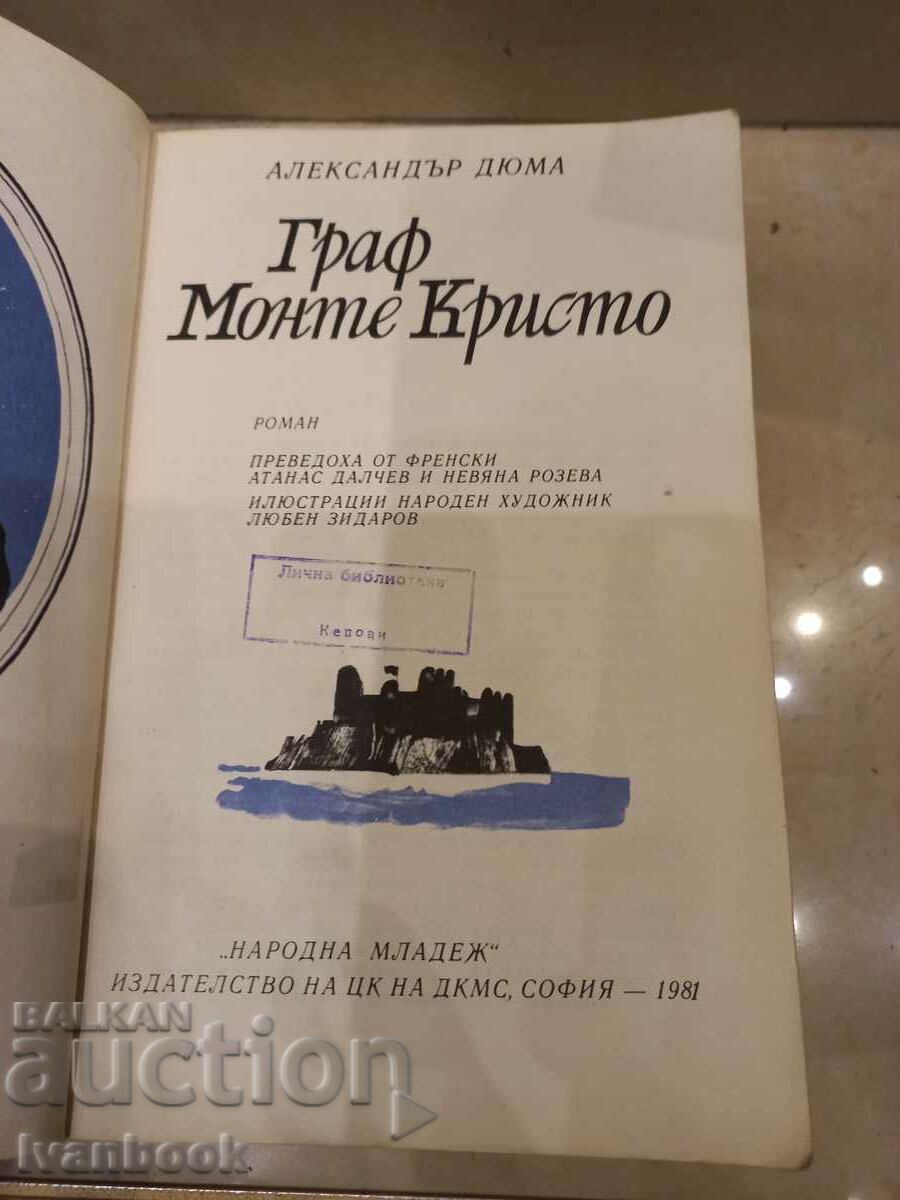 АЛЕКСАНДЪР ДЮМА
Граф
Монте Кристо
РОМАН
ПРЕВЕДОХА ОТ ФРЕНСКИ
АТАНАС ДАЛЧЕВ И НЕВЯНА РОЗЕВА
ИЛЮСТРАЦИИ НАРОДЕН ХУДОЖНИК
ЛЮБЕН ЗИДАРОВ
Лична библиотека
Кепови
„НАРОДНА МЛАДЕЖ“
ИЗДАТЕЛСТВО НА ЦК НА ДКМС, СОФИЯ — 1981
BALKAN
auction
Ivanbook